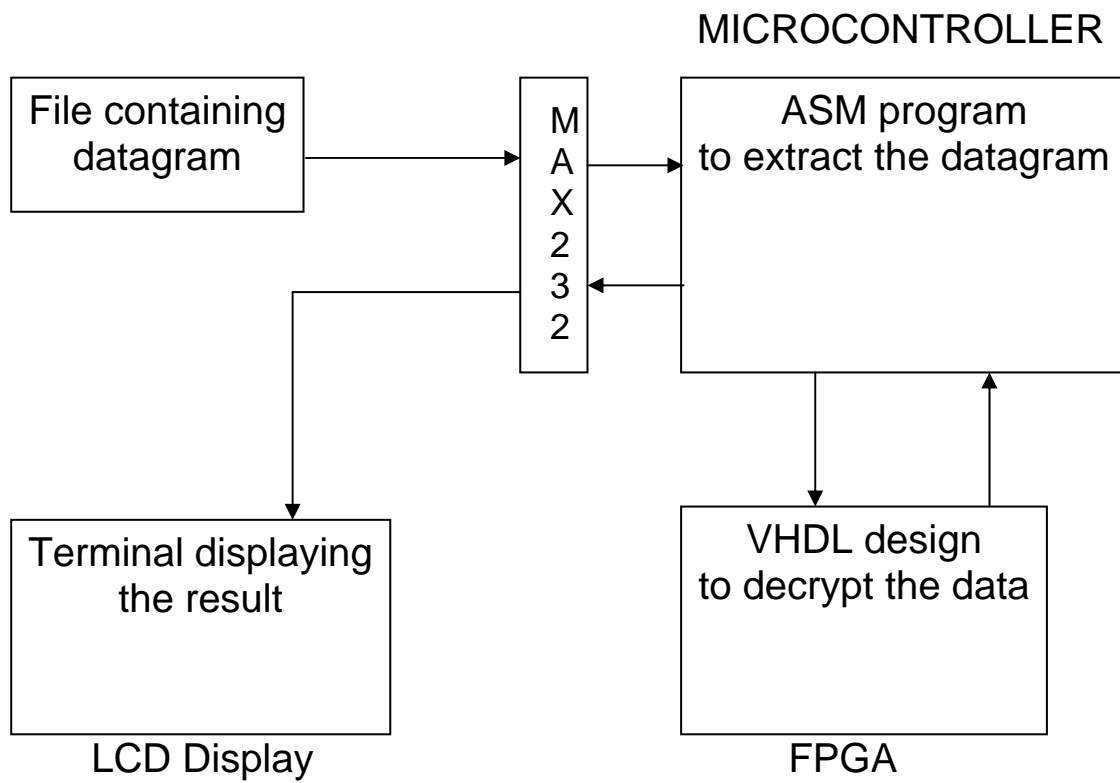 MICROCONTROLLER
File containing
datagram
M
A
X
2
3
2
ASM program
to extract the datagram
Terminal displaying
the result
VHDL design
to decrypt the data
LCD Display
FPGA